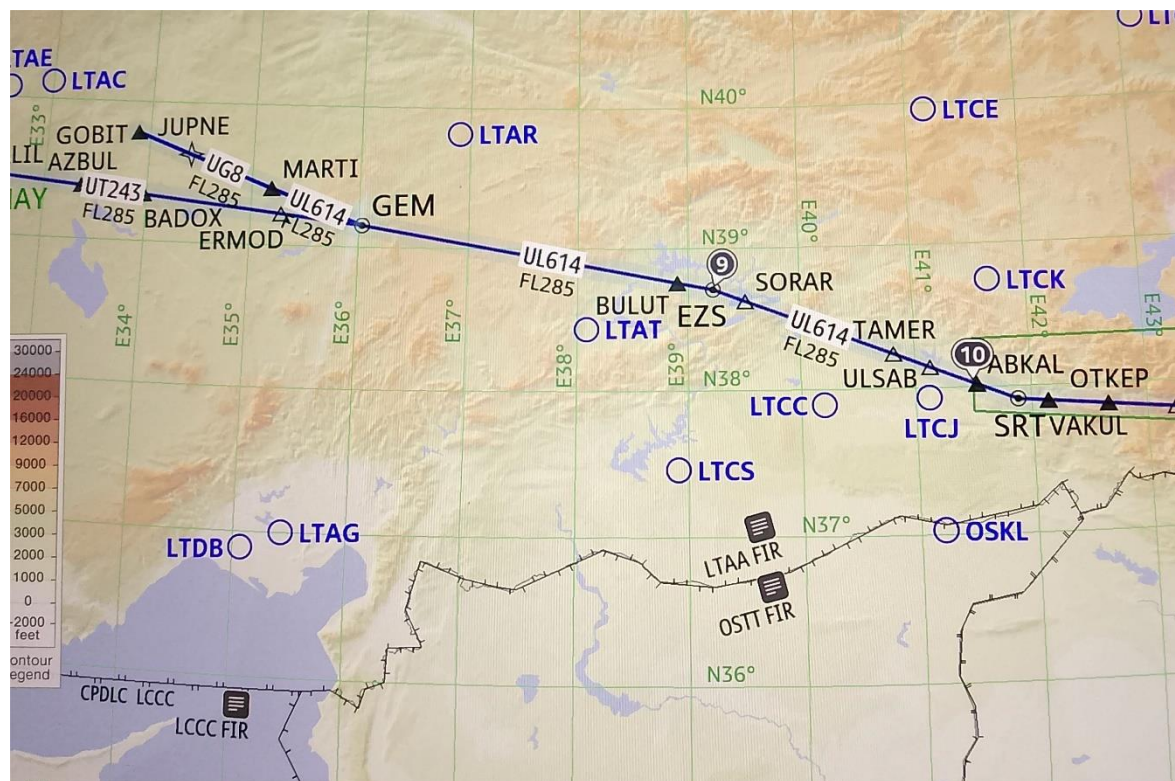 LTAE
LTAC
N40°
LTCE
E33°
GOBIT
JUPNE
LTAR
LIL
AZBUL
MARTI
UG8
FL285
UT243
FL285
UL614
FL285
GEM
AY
BADOX
ERMOD
E40°
N39°
E41°
9
UL614
FL285
SORAR
LTCK
E42°
E43°
BULUT
EZS
LTAT
UL614
FL285
TAMER
E34°
E35°
E36°
E37°
E38°
E39°
N38°
10
ABKAL
ULSAB
OTKEP
LTCC
LTCJ
SRT
VAKUL
30000
24000
20000
16000
12000
9000
7000
5000
3000
2000
1000
0
-2000
feet
ontour
egend
LTCS
LTAG
LTDB
N37°
OSKL
LTAA FIR
OSTT FIR
N36°
CPDLC LCCC
LCCC FIR